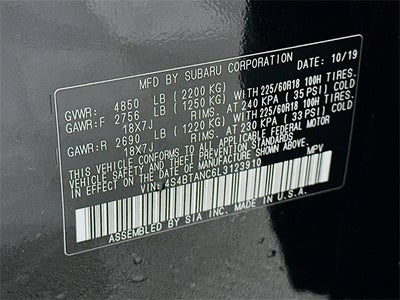 MFD BY SUBARU CORPORATION DATE: 10/19
GVWR: 4850 LB (2200 KG)
GAWR: F 2756 LB (1250 KG) WITH 225/60R18 100H TIRES.
18X7J RIMS. AT 240 KPA (35 PSI) COLD
GAWR: R 2690 LB (1220 KG) WITH 225/60R18 100H TIRES.
18X7J RIMS. AT 230 KPA (33 PSI) COLD
THIS VEHICLE CONFORMS TO ALL APPLICABLE FEDERAL MOTOR
VEHICLE SAFETY AND THEFT PREVENTION STANDARDS IN EFFECT
ON THE DATE OF MANUFACTURE SHOWN ABOVE.
VIN: 4S4BTANC6L3123910 MPV
ASSEMBLED BY SIA INC. MADE IN U.S.A.